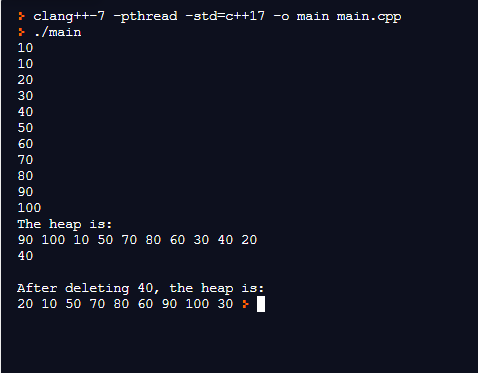 > clang++-7 -pthread -std=c++17 -o main main.cpp
> ./main
10
10
20
30
40
50
60
70
80
90
100
The heap is:
90 100 10 50 70 80 60 30 40 20
40
After deleting 40, the heap is:
20 10 50 70 80 60 90 100 30 >